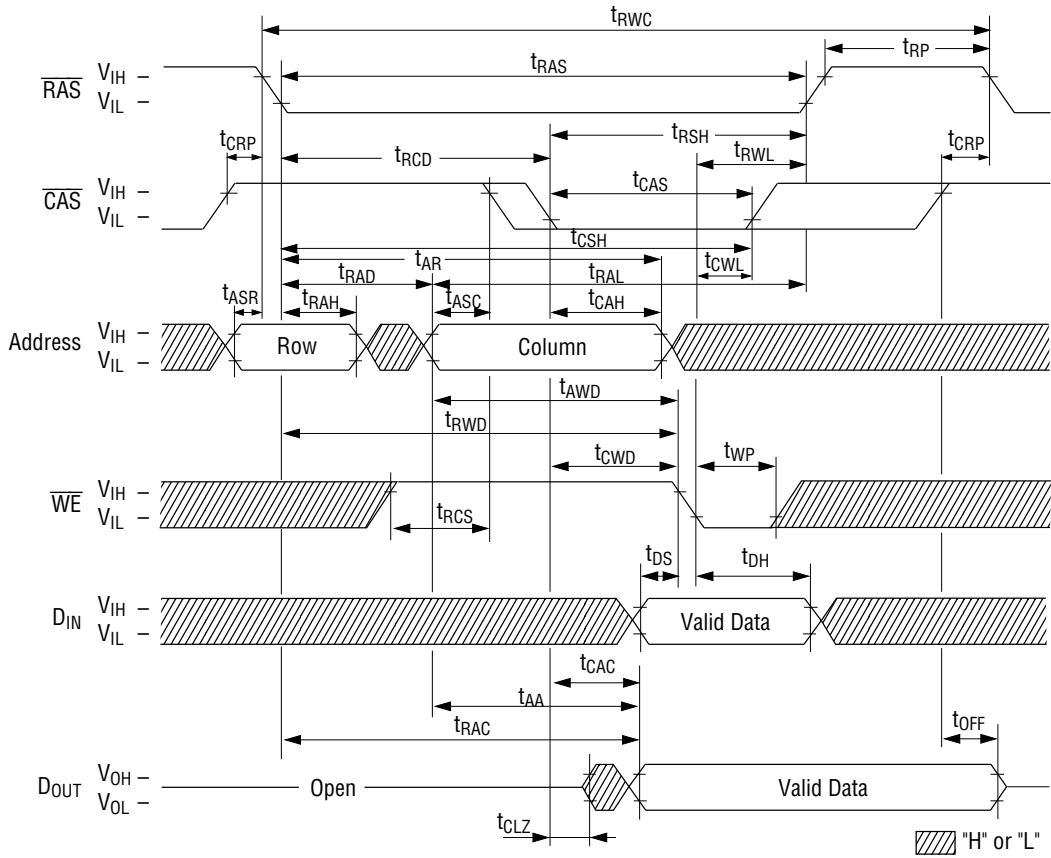 tRWC
tRP
RAS VIH –
VIL –
tRAS
tCRP
tRCD
tRSH
tRWL
tCRP
CAS VIH –
VIL –
tCAS
tCSH
tAR
tCWL
tRAD
tRAL
tASR
tRAH
tASC
tCAH
Address VIH –
VIL –
Row
Column
tAWD
tRWD
tCWD
tWP
WE VIH –
VIL –
tRCS
tDS
tDH
DIN VIH –
VIL –
Valid Data
tCAC
tAA
tRAC
tOFF
DOUT VOH –
VOL –
Open
Valid Data
tCLZ
"H" or "L"